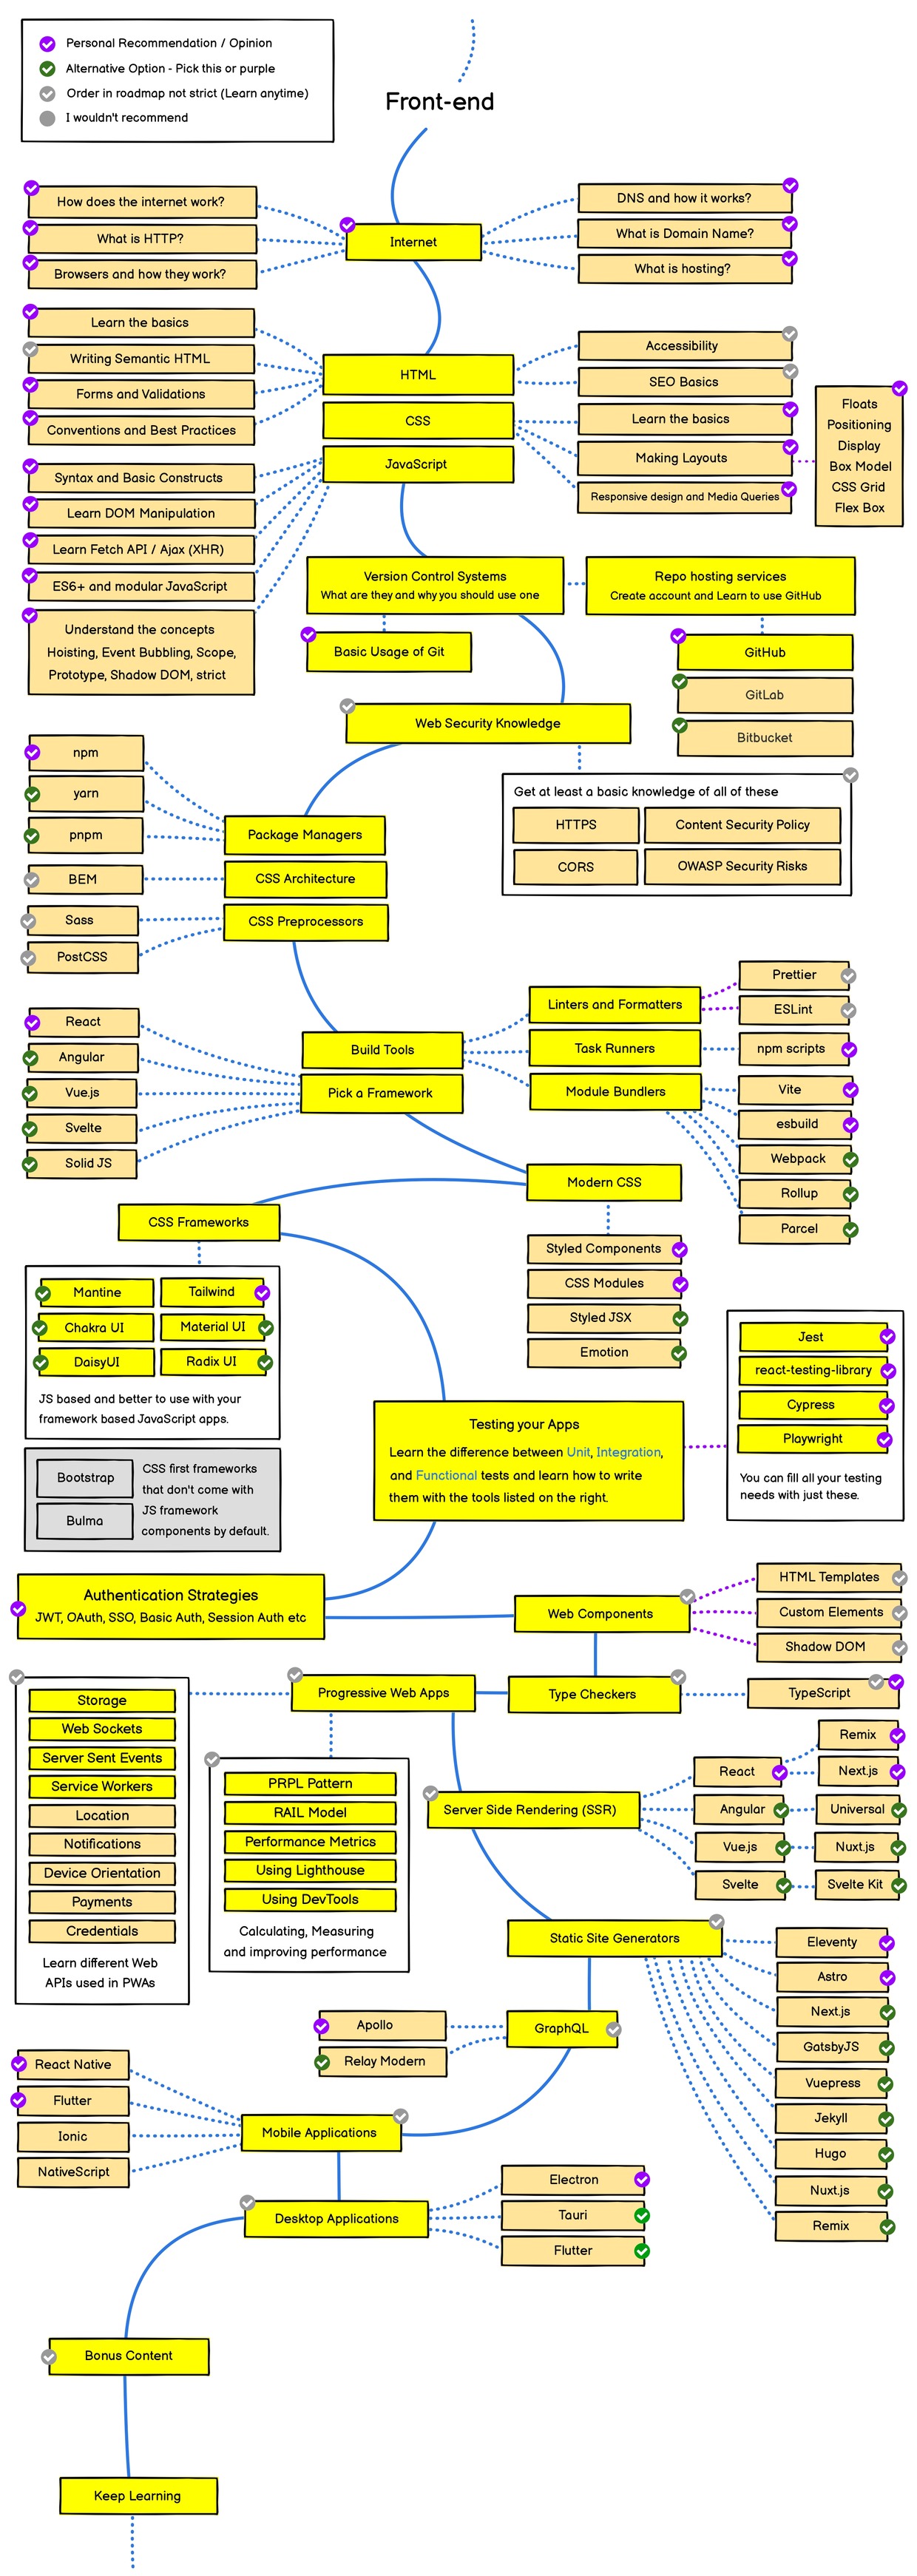 Personal Recommendation / Opinion
Alternative Option - Pick this or purple
Order in roadmap not strict (Learn anytime)
I wouldn't recommend
Front-end
How does the internet work?
What is HTTP?
Browsers and how they work?
Internet
DNS and how it works?
What is Domain Name?
What is hosting?
Learn the basics
Writing Semantic HTML
Forms and Validations
Conventions and Best Practices
HTML
Accessibility
SEO Basics
CSS
Learn the basics
Making Layouts
Responsive design and Media Queries
Floats
Positioning
Display
Box Model
CSS Grid
Flex Box
JavaScript
Syntax and Basic Constructs
Learn DOM Manipulation
Learn Fetch API / Ajax (XHR)
ES6+ and modular JavaScript
Understand the concepts
Hoisting, Event Bubbling, Scope,
Prototype, Shadow DOM, strict
Version Control Systems
What are they and why you should use one
Basic Usage of Git
Repo hosting services
Create account and Learn to use GitHub
GitHub
GitLab
Bitbucket
Web Security Knowledge
Get at least a basic knowledge of all of these
HTTPS
Content Security Policy
CORS
OWASP Security Risks
npm
yarn
pnpm
Package Managers
BEM
CSS Architecture
Sass
PostCSS
CSS Preprocessors
Build Tools
Linters and Formatters
Prettier
ESLint
Task Runners
npm scripts
Module Bundlers
Vite
esbuild
Webpack
Rollup
Parcel
React
Angular
Vue.js
Svelte
Solid JS
Pick a Framework
Modern CSS
Styled Components
CSS Modules
Styled JSX
Emotion
CSS Frameworks
Mantine
Tailwind
Chakra UI
Material UI
DaisyUI
Radix UI
JS based and better to use with your
framework based JavaScript apps.
Bootstrap
Bulma
CSS first frameworks
that don't come with
JS framework
components by default.
Testing your Apps
Learn the difference between Unit, Integration,
and Functional tests and learn how to write
them with the tools listed on the right.
Jest
react-testing-library
Cypress
Playwright
You can fill all your testing
needs with just these.
Authentication Strategies
JWT, OAuth, SSO, Basic Auth, Session Auth etc
Web Components
HTML Templates
Custom Elements
Shadow DOM
Type Checkers
TypeScript
Progressive Web Apps
Storage
Web Sockets
Server Sent Events
Service Workers
Location
Notifications
Device Orientation
Payments
Credentials
Learn different Web
APIs used in PWAs
PRPL Pattern
RAIL Model
Performance Metrics
Using Lighthouse
Using DevTools
Calculating, Measuring
and improving performance
Server Side Rendering (SSR)
React
Remix
Next.js
Angular
Universal
Vue.js
Nuxt.js
Svelte
Svelte Kit
Static Site Generators
Eleventy
Astro
Next.js
GatsbyJS
Vuepress
Jekyll
Hugo
Nuxt.js
Remix
GraphQL
Apollo
Relay Modern
Mobile Applications
React Native
Flutter
Ionic
NativeScript
Desktop Applications
Electron
Tauri
Flutter
Bonus Content
Keep Learning